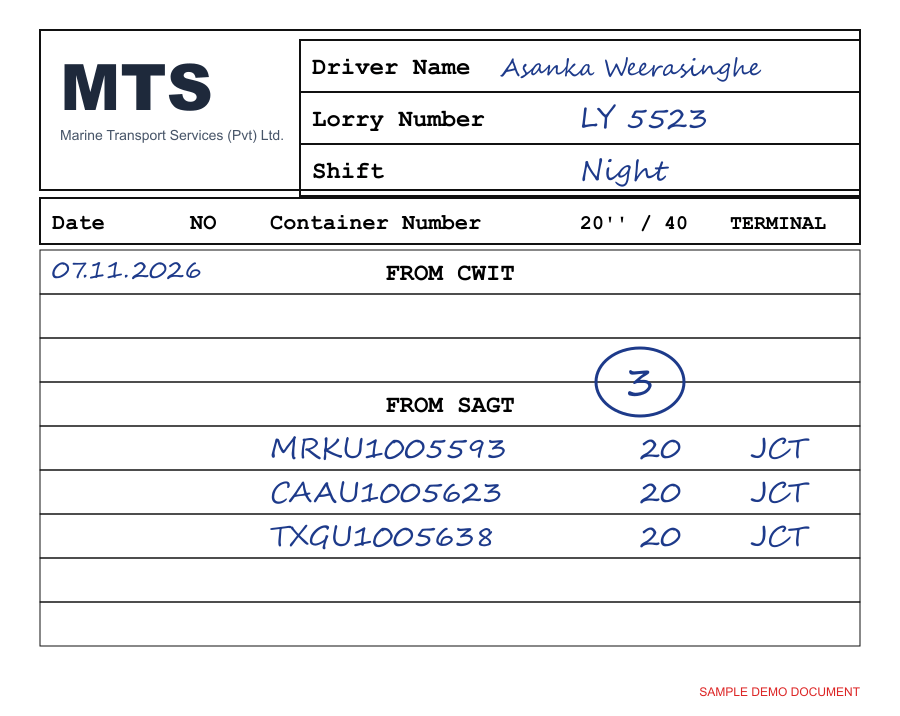 MTS
Marine Transport Services (Pvt) Ltd.
Driver Name Asanka Weerasinghe
Lorry Number LY 5523
Shift Night
Date NO Container Number 20'' / 40 TERMINAL
07.11.2026 FROM CWIT
3
FROM SAGT
MRKU1005593 20 JCT
CAAU1005623 20 JCT
TXGU1005638 20 JCT
SAMPLE DEMO DOCUMENT